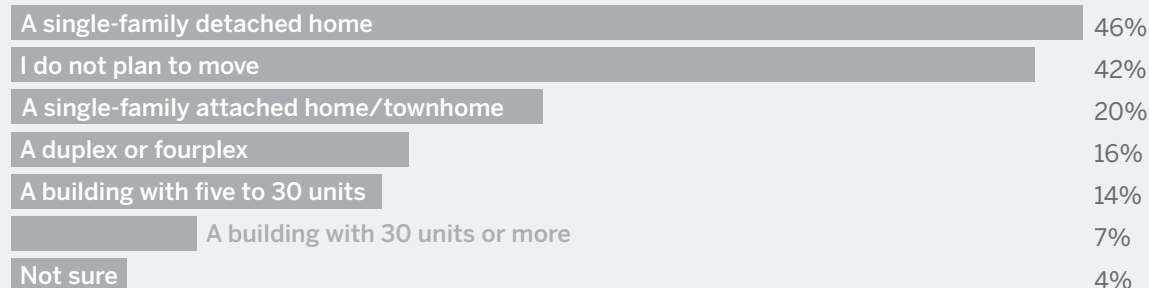 A single-family detached home 46%
I do not plan to move 42%
A single-family attached home/townhome 20%
A duplex or fourplex 16%
A building with five to 30 units 14%
A building with 30 units or more 7%
Not sure 4%